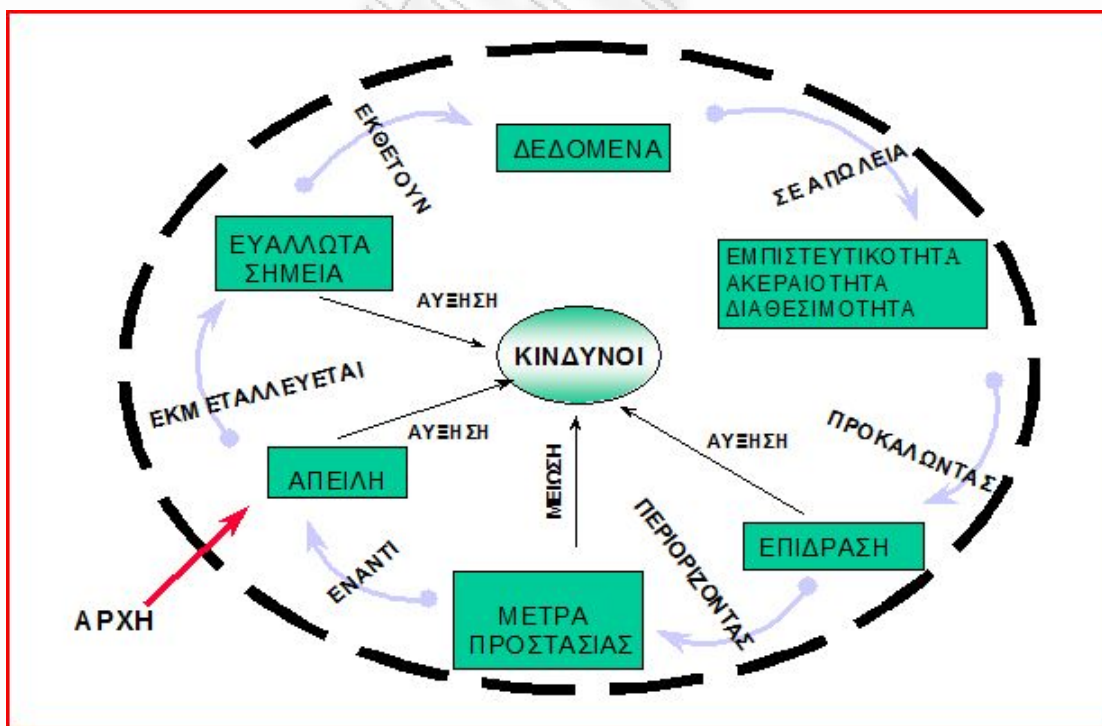 ΕΚΘΕΤΟΥΝ
ΔΕΔΟΜΕΝΑ
ΣΕ ΑΠΩΛΕΙΑ
ΕΥΑΛΛΩΤΑ
ΣΗΜΕΙΑ
ΕΜΠΙΣΤΕΥΤΙΚΟΤΗΤΑ
ΑΚΕΡΑΙΟΤΗΤΑ
ΔΙΑΘΕΣΙΜΟΤΗΤΑ
ΑΥΞΗΣΗ
ΚΙΝΔΥΝΟΙ
ΕΚΜΕΤΑΛΛΕΥΕΤΑΙ
ΑΥΞΗΣΗ
ΑΥΞΗΣΗ
ΠΡΟΚΑΛΩΝΤΑΣ
ΑΠΕΙΛΗ
ΜΕΙΩΣΗ
ΠΕΡΙΟΡΙΖΟΝΤΑΣ
ΕΠΙΔΡΑΣΗ
ΕΝΑΝΤΙ
ΑΡΧΗ
ΜΕΤΡΑ
ΠΡΟΣΤΑΣΙΑΣ